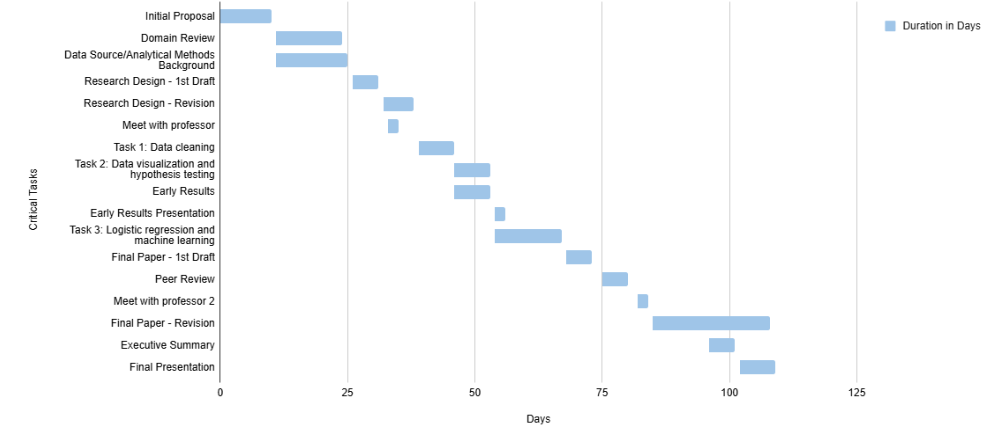 Initial Proposal
Domain Review
Data Source/Analytical Methods
Background
Research Design - 1st Draft
Research Design - Revision
Meet with professor
Task 1: Data cleaning
Task 2: Data visualization and
hypothesis testing
Early Results
Early Results Presentation
Task 3: Logistic regression and
machine learning
Final Paper - 1st Draft
Peer Review
Meet with professor 2
Final Paper - Revision
Executive Summary
Final Presentation
Critical Tasks
0 25 50 75 100 125
Days
Duration in Days